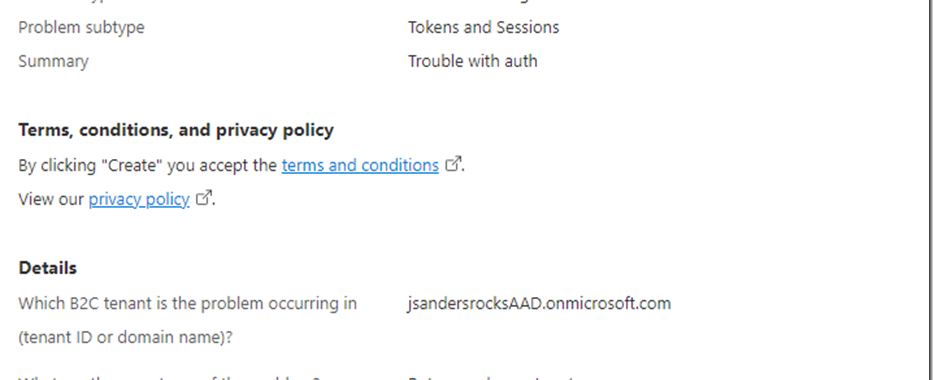 Problem subtype Tokens and Sessions
Summary Trouble with auth
Terms, conditions, and privacy policy
By clicking "Create" you accept the terms and conditions.
View our privacy policy.
Details
Which B2C tenant is the problem occurring in jsandersrocksAAD.onmicrosoft.com
(tenant ID or domain name)?